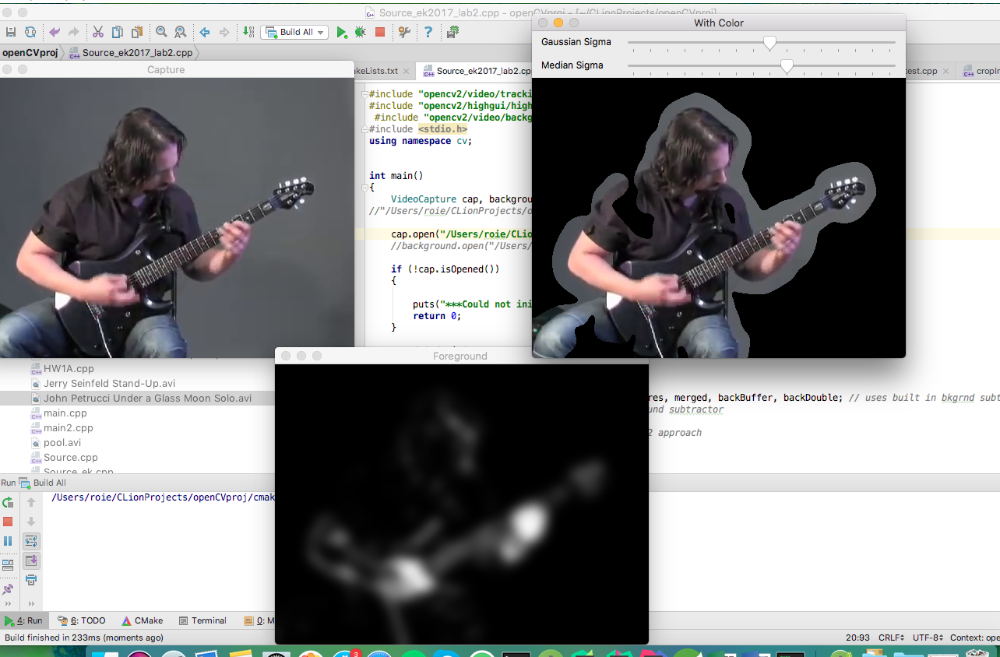 Source_ek2017_lab2.cpp - openCVproj - [~/CLionProjects/openCVproj]
With Color
Build All
Gaussian Sigma
Median Sigma
openCVproj
Source_ek2017_lab2.cpp
Capture
keLists.txt
Source_ek2017_lab2.cp
test.cpp
cropIm
#include "opencv2/video/tracki
#include "opencv2/highgui/high
#include "opencv2/video/backg
#include <stdio.h>
using namespace cv;
int main()
{
VideoCapture cap, backgrou
//"/Users/roie/CLionProjects/o
cap.open("/Users/roie/CLio
//background.open("/Users/
if (!cap.isOpened())
{
puts("***Could not ini
return 0;
}
Foreground
HW1A.cpp
Jerry Seinfeld Stand-Up.avi
John Petrucci Under a Glass Moon Solo.avi
main.cpp
main2.cpp
pool.avi
Source.cpp
Source_ek.cpp
res, merged, backBuffer, backDouble; // uses built in bkgrnd subt
und subtractor
2 approach
Run Build All
/Users/roie/CLionProjects/openCVproj/cmak
4: Run 6: TODO CMake Terminal 0: M
Build finished in 233ms (moments ago)
20:93 CRLF UTF-8 Context: ope
3